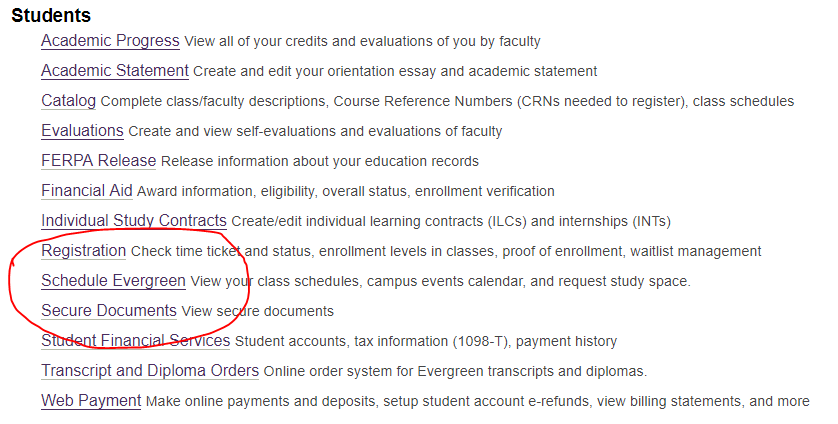 Students
Academic Progress View all of your credits and evaluations of you by faculty
Academic Statement Create and edit your orientation essay and academic statement
Catalog Complete class/faculty descriptions, Course Reference Numbers (CRNs needed to register), class schedules
Evaluations Create and view self-evaluations and evaluations of faculty
FERPA Release Release information about your education records
Financial Aid Award information, eligibility, overall status, enrollment verification
Individual Study Contracts Create/edit individual learning contracts (ILCs) and internships (INTs)
Registration Check time ticket and status, enrollment levels in classes, proof of enrollment, waitlist management
Schedule Evergreen View your class schedules, campus events calendar, and request study space.
Secure Documents View secure documents
Student Financial Services Student accounts, tax information (1098-T), payment history
Transcript and Diploma Orders Online order system for Evergreen transcripts and diplomas.
Web Payment Make online payments and deposits, setup student account e-refunds, view billing statements, and more